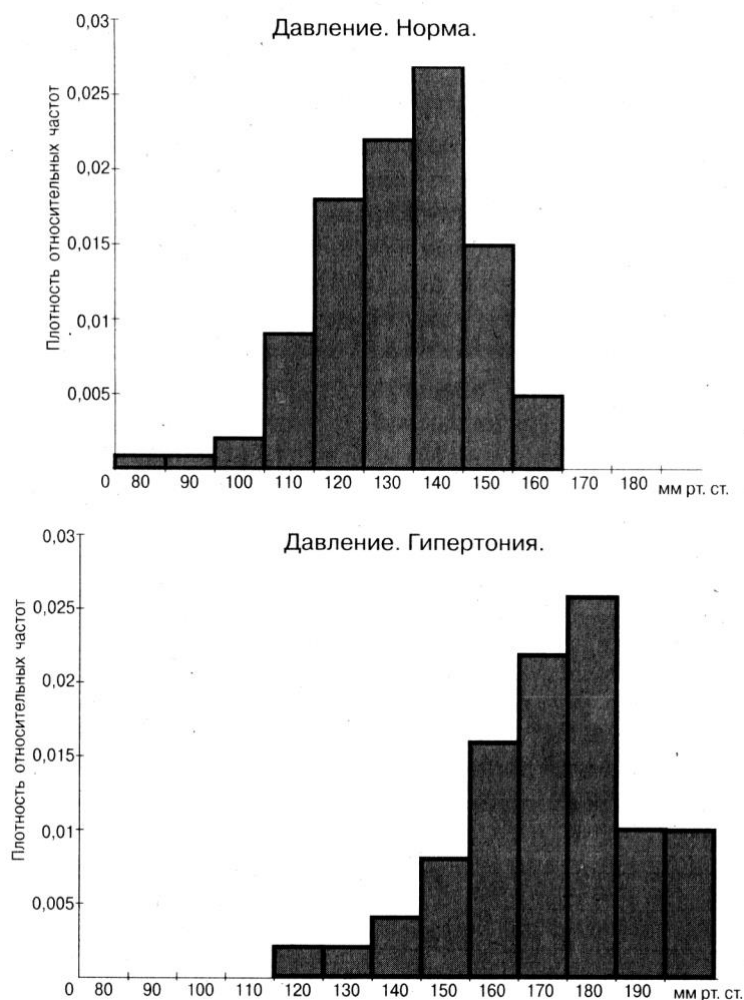 Давление. Норма.
Плотность относительных частот
0,03
0,025
0,02
0,015
0,01
0,005
0 80 90 100 110 120 130 140 150 160 170 180 мм рт. ст.
Давление. Гипертония.
Плотность относительных частот
0,03
0,025
0,02
0,015
0,01
0,005
0 80 90 100 110 120 130 140 150 160 170 180 190 мм рт. ст.